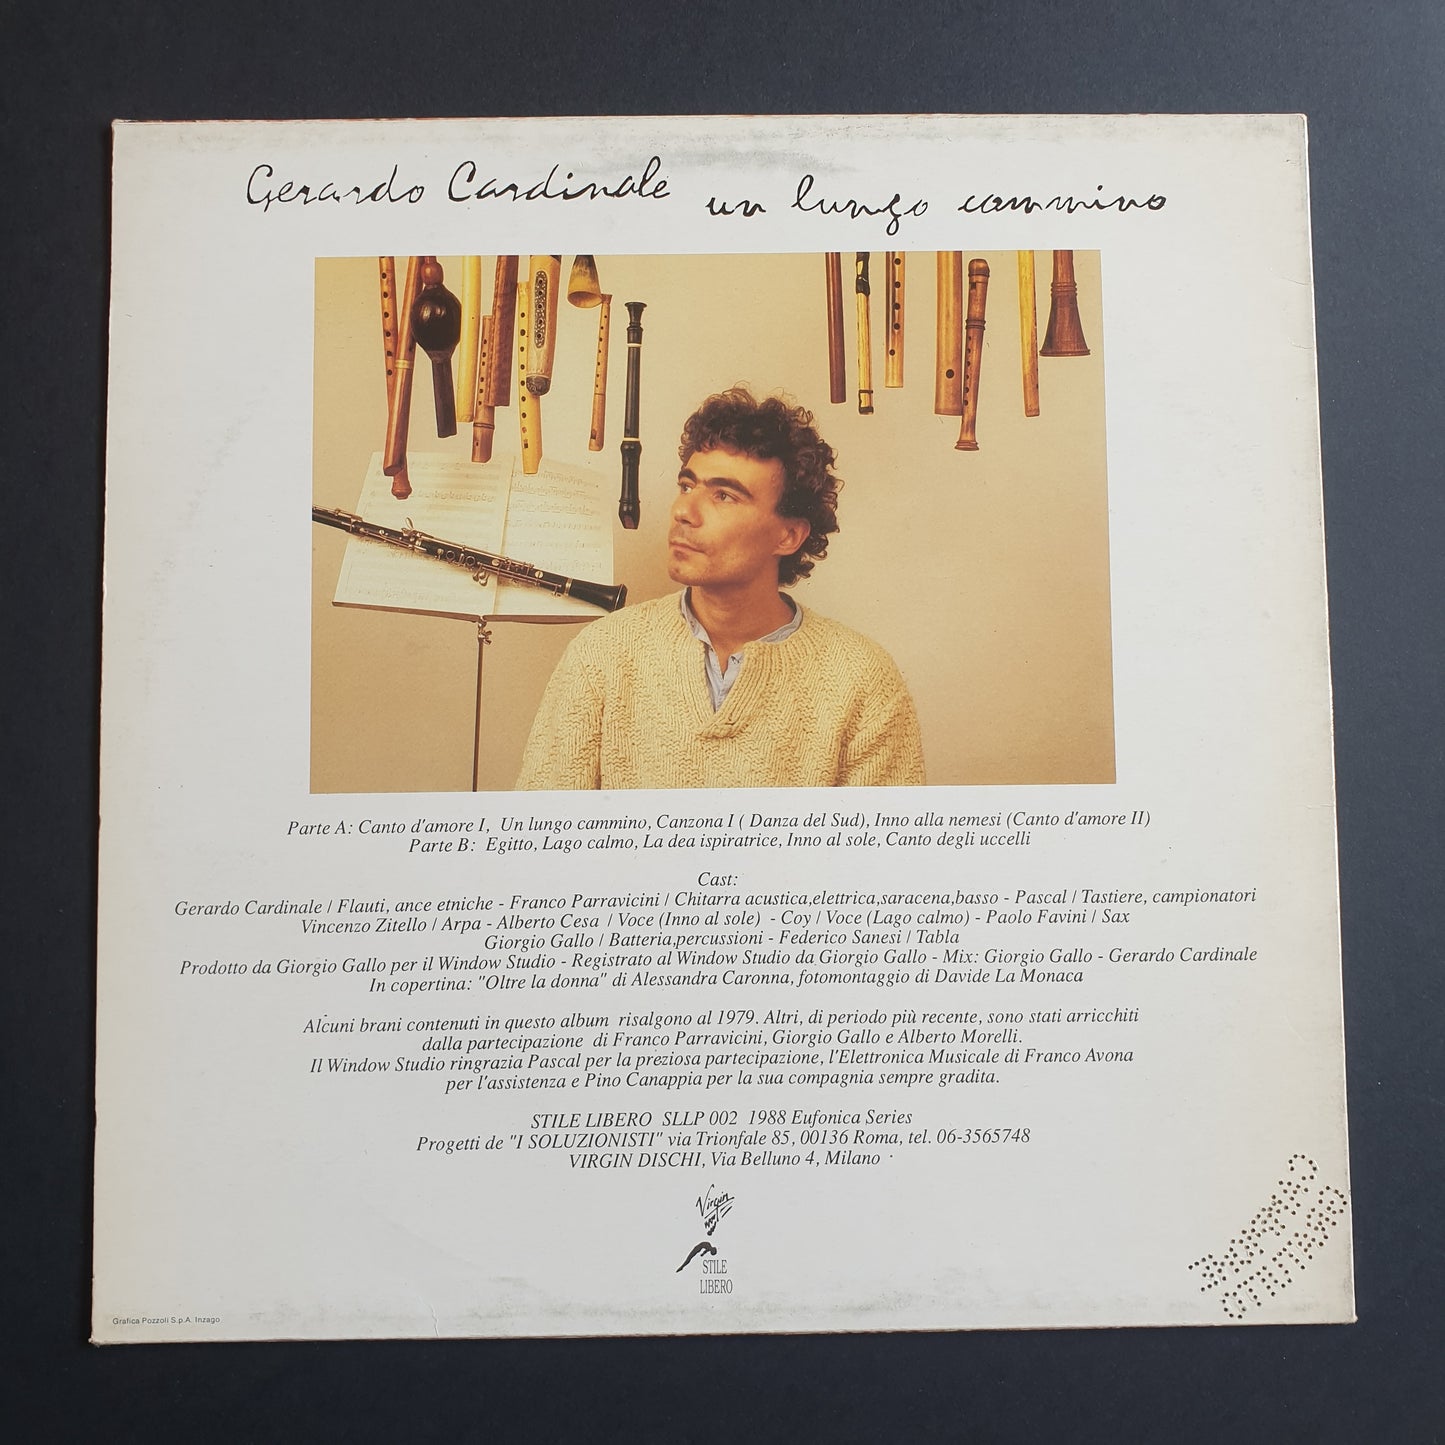 Gerardo Cardinale un lungo cammino
Parte A: Canto d'amore I, Un lungo cammino, Canzona I ( Danza del Sud), Inno alla nemesi (Canto d'amore II)
Parte B: Egitto, Lago calmo, La dea ispiratrice, Inno al sole, Canto degli uccelli
Cast:
Gerardo Cardinale / Flauti, ance etniche - Franco Parravicini / Chitarra acustica,elettrica,saracena,basso - Pascal / Tastiere, campionatori
Vincenzo Zitello / Arpa - Alberto Cesa / Voce (Inno al sole) - Coy / Voce (Lago calmo) - Paolo Favini / Sax
Giorgio Gallo / Batteria,percussioni - Federico Sanesi / Tabla
Prodotto da Giorgio Gallo per il Window Studio - Registrato al Window Studio da Giorgio Gallo - Mix: Giorgio Gallo - Gerardo Cardinale
In copertina: "Oltre la donna" di Alessandra Caronna, fotomontaggio di Davide La Monaca
Alcuni brani contenuti in questo album risalgono al 1979. Altri, di periodo più recente, sono stati arricchiti
dalla partecipazione di Franco Parravicini, Giorgio Gallo e Alberto Morelli.
Il Window Studio ringrazia Pascal per la preziosa partecipazione, l'Elettronica Musicale di Franco Avona
per l'assistenza e Pino Canappia per la sua compagnia sempre gradita.
STILE LIBERO SLLP 002 1988 Eufonica Series
Progetti de "I SOLUZIONISTI" via Trionfale 85, 00136 Roma, tel. 06-3565748
VIRGIN DISCHI, Via Belluno 4, Milano
Virgin
STILE
LIBERO
Grafica Pozzoli S.p.A. Inzago